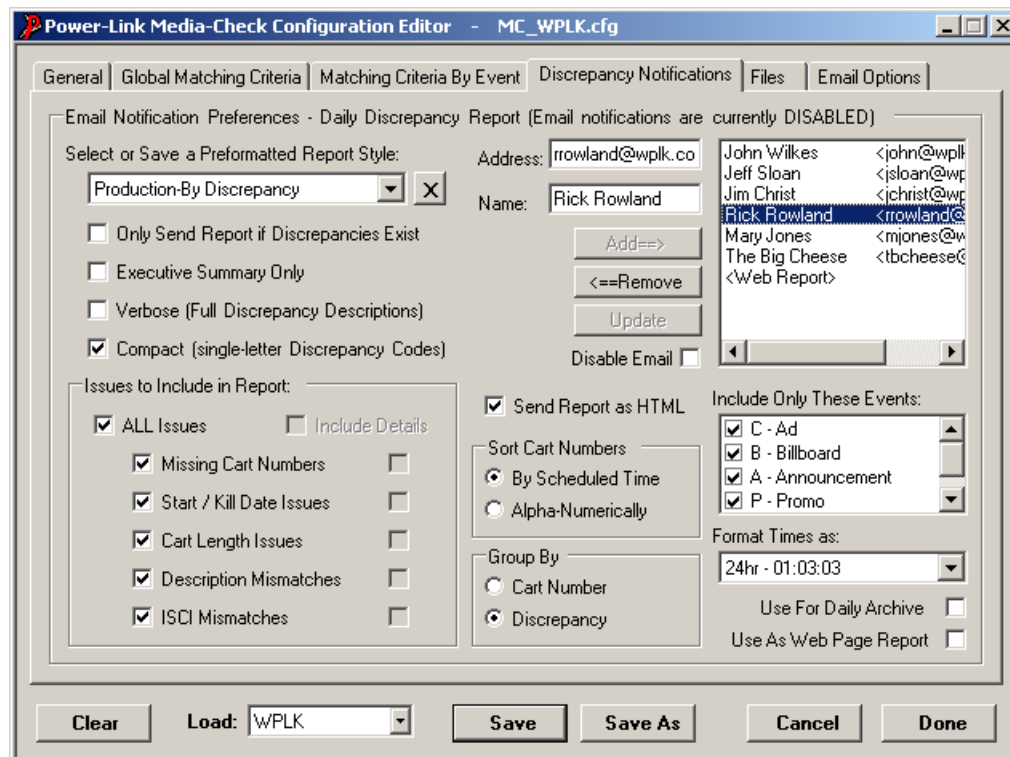 Power-Link Media-Check Configuration Editor - MC_WPLK.cfg
General
Global Matching Criteria
Matching Criteria By Event
Discrepancy Notifications
Files
Email Options
Email Notification Preferences - Daily Discrepancy Report (Email notifications are currently DISABLED)
Select or Save a Preformatted Report Style:
Production-By Discrepancy
X
Only Send Report if Discrepancies Exist
Executive Summary Only
Verbose (Full Discrepancy Descriptions)
Compact (single-letter Discrepancy Codes)
Address: rrowland@wplk.co
Name: Rick Rowland
Add==>
<==Remove
Update
Disable Email
John Wilkes <john@wplk
Jeff Sloan <jsloan@wp
Jim Christ <jchrist@wp
Rick Rowland <rrowland@
Mary Jones <mjones@w
The Big Cheese <tbcheese@
<Web Report>
Issues to Include in Report:
ALL Issues
Include Details
Missing Cart Numbers
Start / Kill Date Issues
Cart Length Issues
Description Mismatches
ISCI Mismatches
Send Report as HTML
Sort Cart Numbers
By Scheduled Time
Alpha-Numerically
Group By
Cart Number
Discrepancy
Include Only These Events:
C - Ad
B - Billboard
A - Announcement
P - Promo
Format Times as:
24hr - 01:03:03
Use For Daily Archive
Use As Web Page Report
Clear
Load: WPLK
Save
Save As
Cancel
Done